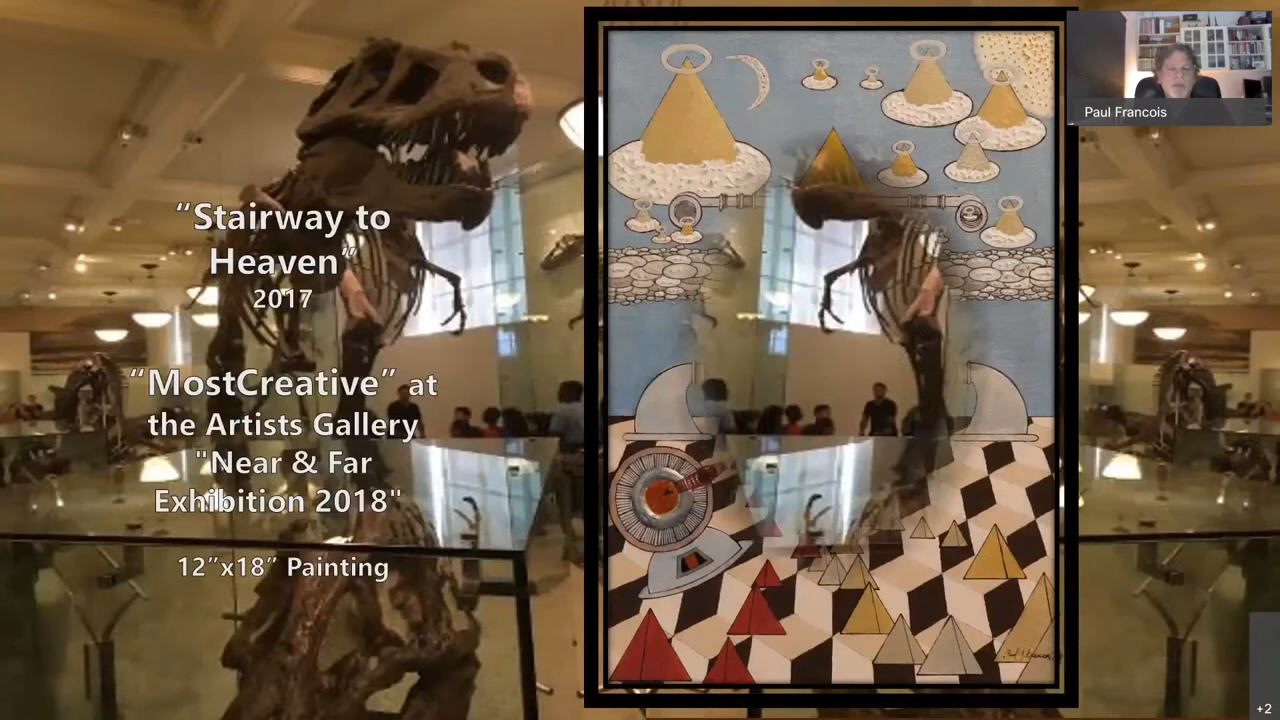 Paul Francois
“Stairway to
Heaven”
2017
“MostCreative” at
the Artists Gallery
"Near & Far
Exhibition 2018"
12”x18” Painting
+2